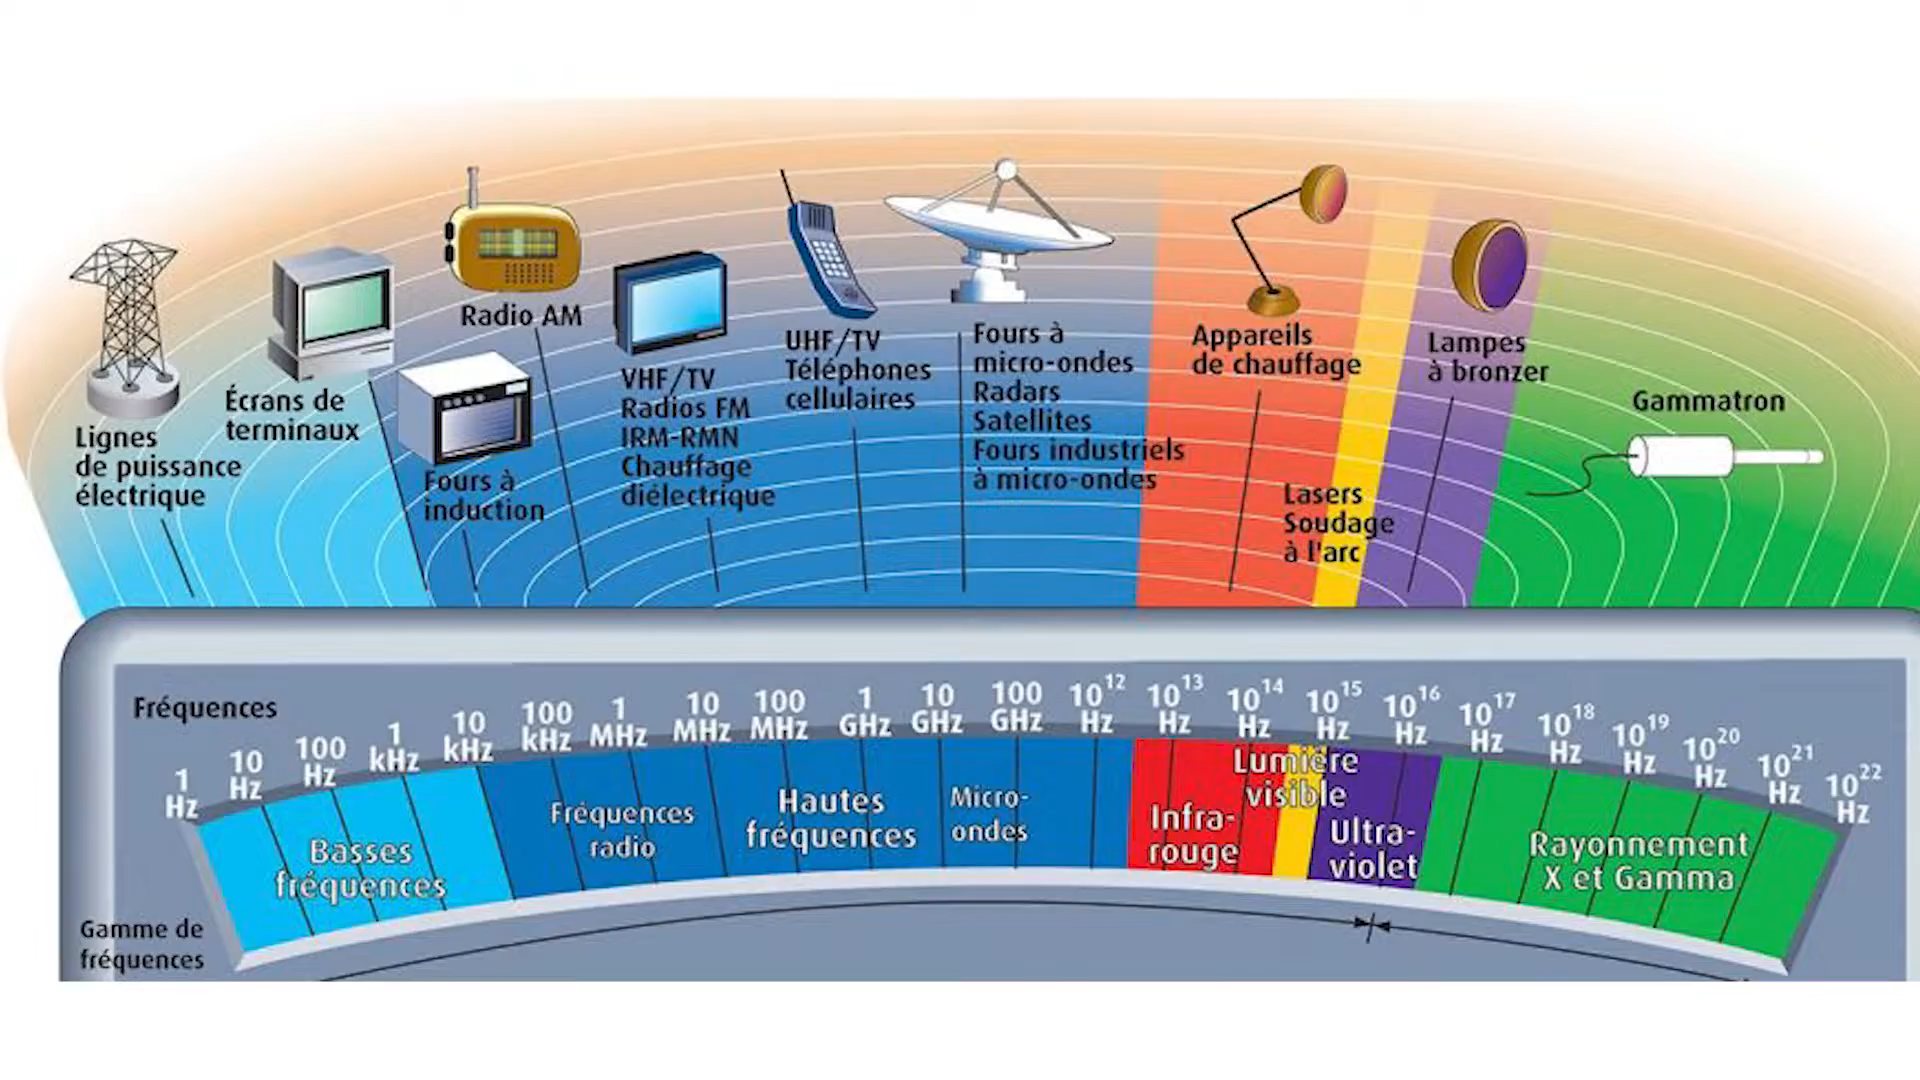 Radio AM
Écrans de
terminaux
Lignes
de puissance
électrique
Fours à
induction
VHF/TV
Radios FM
IRM-RMN
Chauffage
diélectrique
UHF/TV
Téléphones
cellulaires
Fours à
micro-ondes
Radars
Satellites
Fours industriels
à micro-ondes
Appareils
de chauffage
Lasers
Soudage
à l'arc
Lampes
à bronzer
Gammatron
Fréquences
1
Hz
10
Hz
100
Hz
1
kHz
10
kHz
100
kHz
1
MHz
10
MHz
100
MHz
1
GHz
10
GHz
100
GHz
10¹²
Hz
10¹³
Hz
10¹⁴
Hz
10¹⁵
Hz
10¹⁶
Hz
10¹⁷
Hz
10¹⁸
Hz
10¹⁹
Hz
10²⁰
Hz
10²¹
Hz
10²²
Hz
Basses
fréquences
Fréquences
radio
Hautes
fréquences
Micro-
ondes
Infra-
rouge
Lumière
visible
Ultra-
violet
Rayonnement
X et Gamma
Gamme de
fréquences